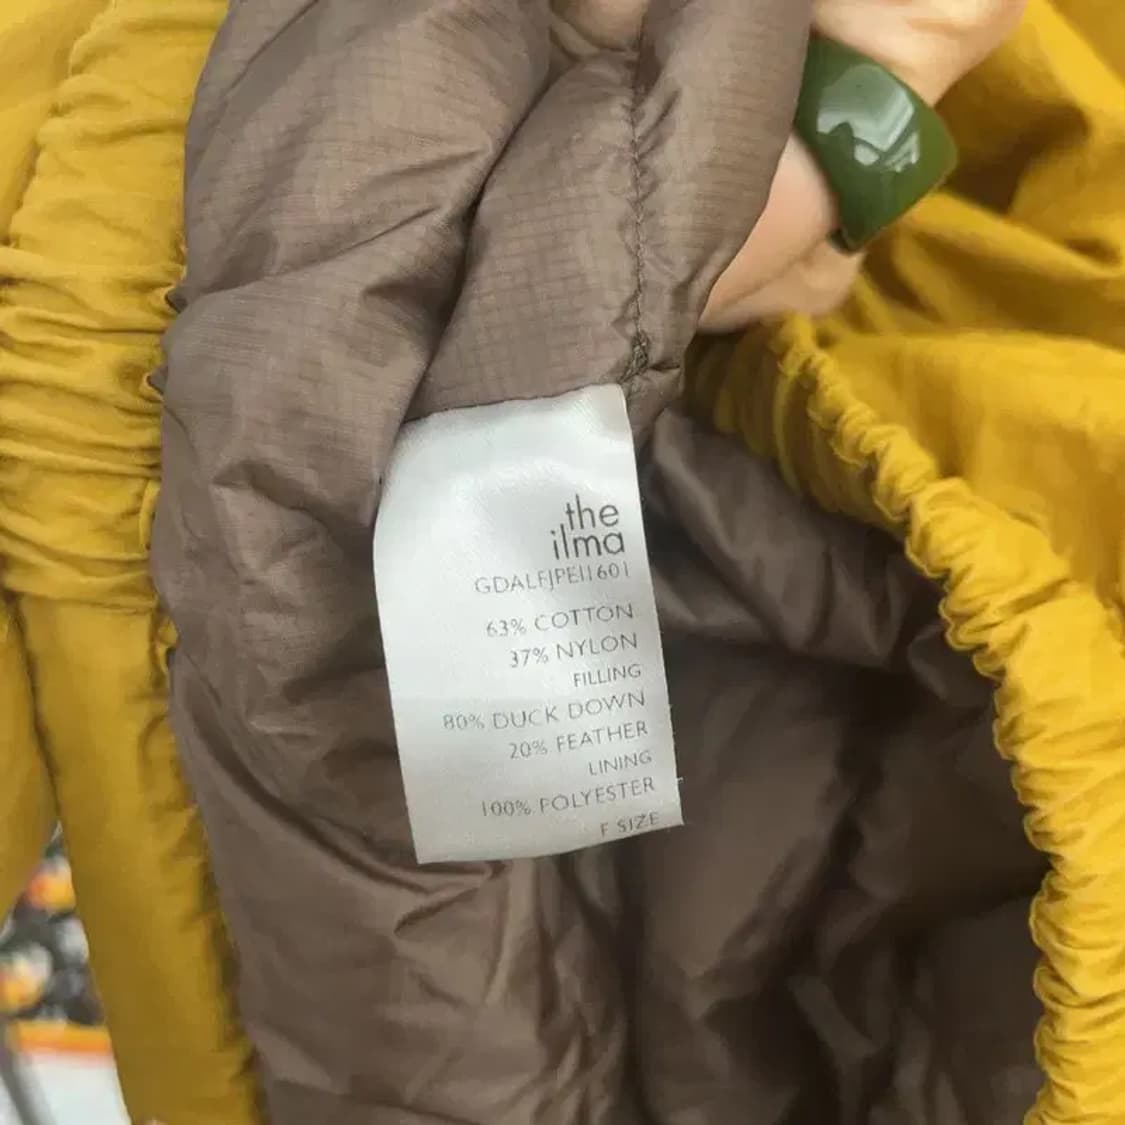 the
ilma
GDALFJPE11601
63% COTTON
37% NYLON
FILLING
80% DUCK DOWN
20% FEATHER
LINING
100% POLYESTER
F SIZE